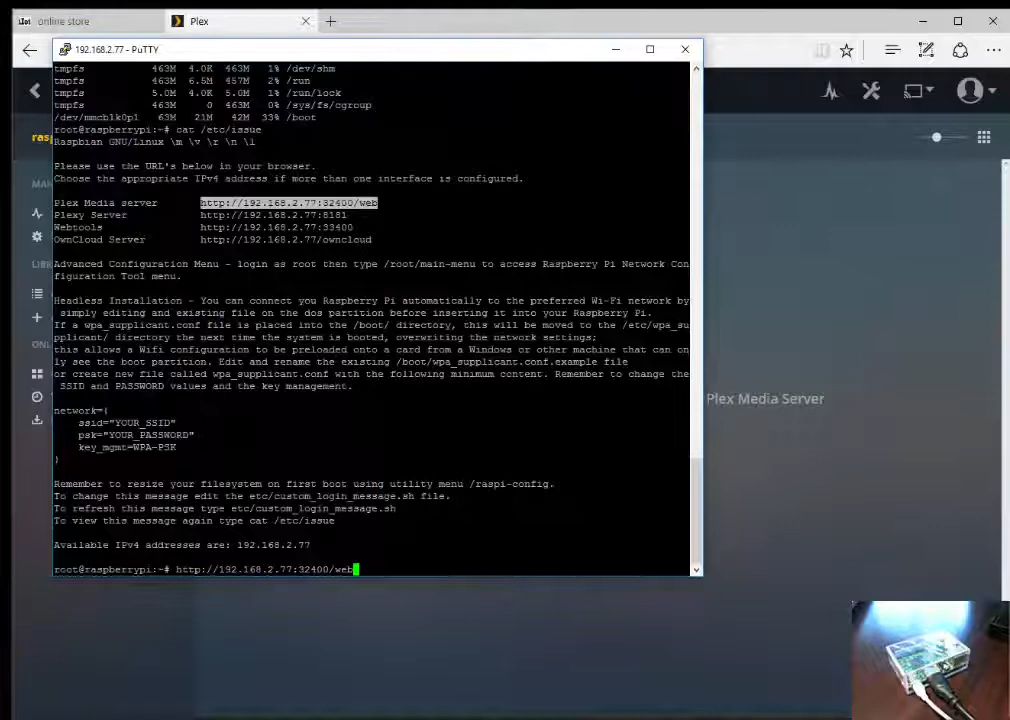 online store
Plex
192.168.2.77 - PuTTY
tmpfs 463M 4.0K 463M 1% /dev/shm
tmpfs 463M 6.5M 457M 2% /run
tmpfs 5.0M 4.0K 5.0M 1% /run/lock
tmpfs 463M 0 463M 0% /sys/fs/cgroup
/dev/mmcblk0p1 63M 21M 42M 33% /boot
root@raspberrypi:~# cat /etc/issue
Raspbian GNU/Linux \m \v \r \n \l
Please use the URL's below in your browser.
Choose the appropriate IPv4 address if more than one interface is configured.
Plex Media server http://192.168.2.77:32400/web
Plexy Server http://192.168.2.77:8181
Webtools http://192.168.2.77:33400
OwnCloud Server http://192.168.2.77/owncloud
Advanced Configuration Menu - login as root then type /root/main-menu to access Raspberry Pi Network Con
figuration Tool menu.
Headless Installation - You can connect you Raspberry Pi automatically to the preferred Wi-Fi network by
simply editing and existing file on the dos partition before inserting it into your Raspberry Pi.
If a wpa_supplicant.conf file is placed into the /boot/ directory, this will be moved to the /etc/wpa_su
pplicant/ directory the next time the system is booted, overwriting the network settings;
this allows a Wifi configuration to be preloaded onto a card from a Windows or other machine that can on
ly see the boot partition. Edit and rename the existing /boot/wpa_supplicant.conf.example file
or create new file called wpa_supplicant.conf with the following minimum content. Remember to change the
SSID and PASSWORD values and the key management.
network={
ssid="YOUR_SSID"
psk="YOUR_PASSWORD"
key_mgmt=WPA-PSK
}
Remember to resize your filesystem on first boot using utility menu /raspi-config.
To change this message edit the etc/custom_login_message.sh file.
To refresh this message type etc/custom_login_message.sh
To view this message again type cat /etc/issue
Available IPv4 addresses are: 192.168.2.77
root@raspberrypi:~# http://192.168.2.77:32400/web
ras
MAN
LIB
ONL
Plex Media Server